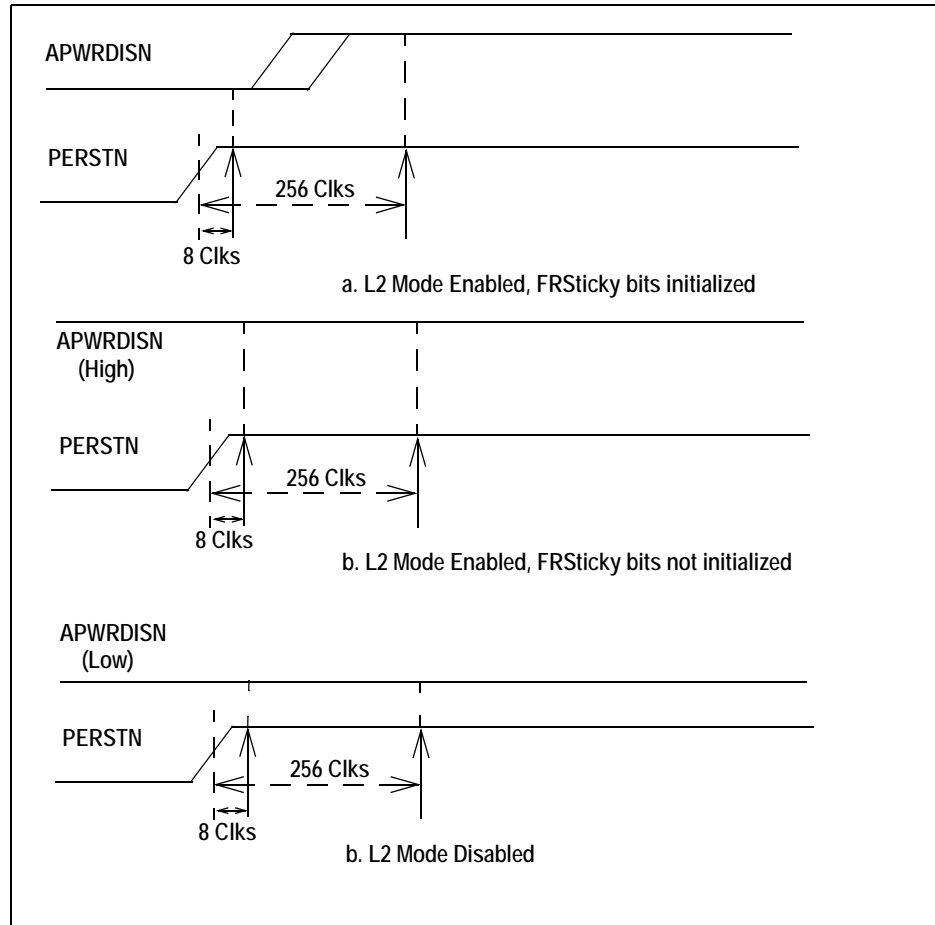 APWRDISN
PERSTN
256 Clks
8 Clks
a. L2 Mode Enabled, FRSticky bits initialized
APWRDISN
(High)
PERSTN
256 Clks
8 Clks
b. L2 Mode Enabled, FRSticky bits not initialized
APWRDISN
(Low)
PERSTN
256 Clks
8 Clks
b. L2 Mode Disabled